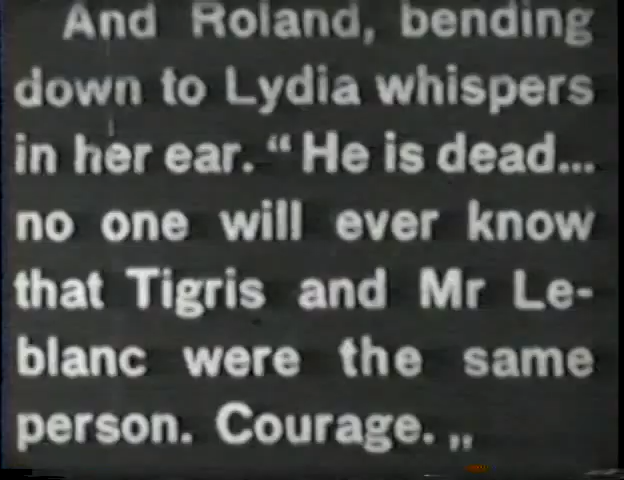 And Roland, bending
down to Lydia whispers
in her ear. “ He is dead...
no one will ever know
that Tigris and Mr Le-
blanc were the same
person. Courage. „